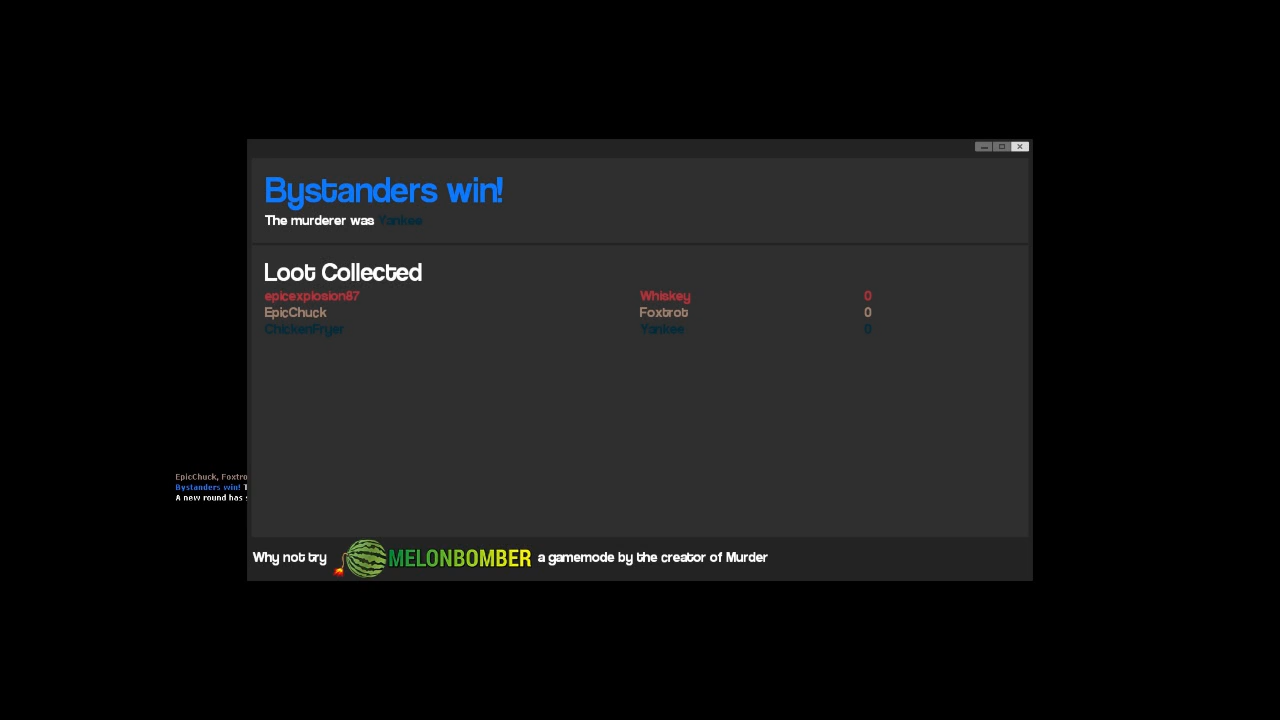 Bystanders win!
The murderer was Yankee
Loot Collected
epicexplosion87 Whiskey 0
EpicChuck Foxtrot 0
ChickenFryer Yankee 0
EpicChuck, Foxtro
Bystanders win! T
A new round has s
Why not try MELONBOMBER a gamemode by the creator of Murder